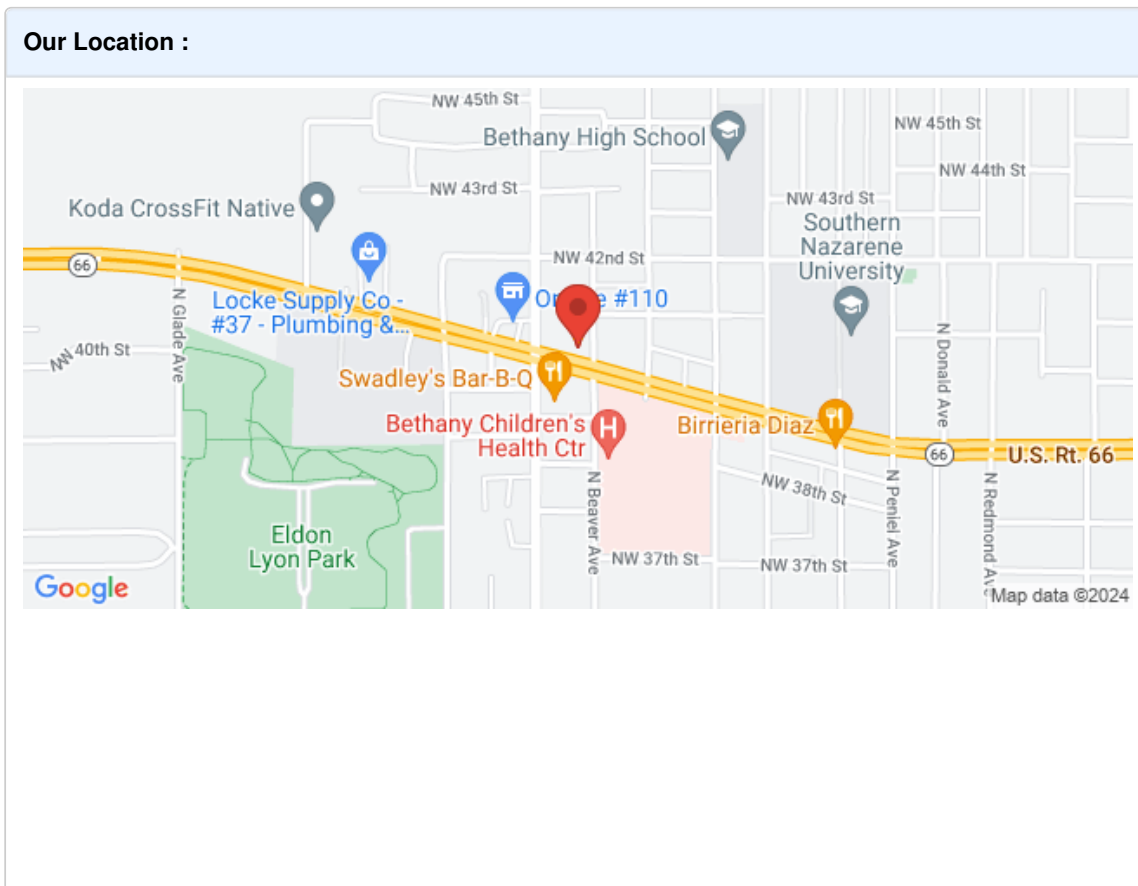 Our Location :
NW 45th St
Bethany High School
NW 45th St
NW 44th St
NW 43rd St
NW 43rd St
Koda CrossFit Native
Southern
Nazarene
University
NW 42nd St
66
Locke Supply Co -
#37 - Plumbing &...
#110
N Glade Ave
NW 40th St
N Donald Ave
Swadley's Bar-B-Q
Bethany Children's
Health Ctr
H
Birrieria Diaz
66
U.S. Rt. 66
NW 38th St
N Beaver Ave
N Peniel Ave
N Redmond Ave
Eldon
Lyon Park
NW 37th St
NW 37th St
Google
Map data ©2024